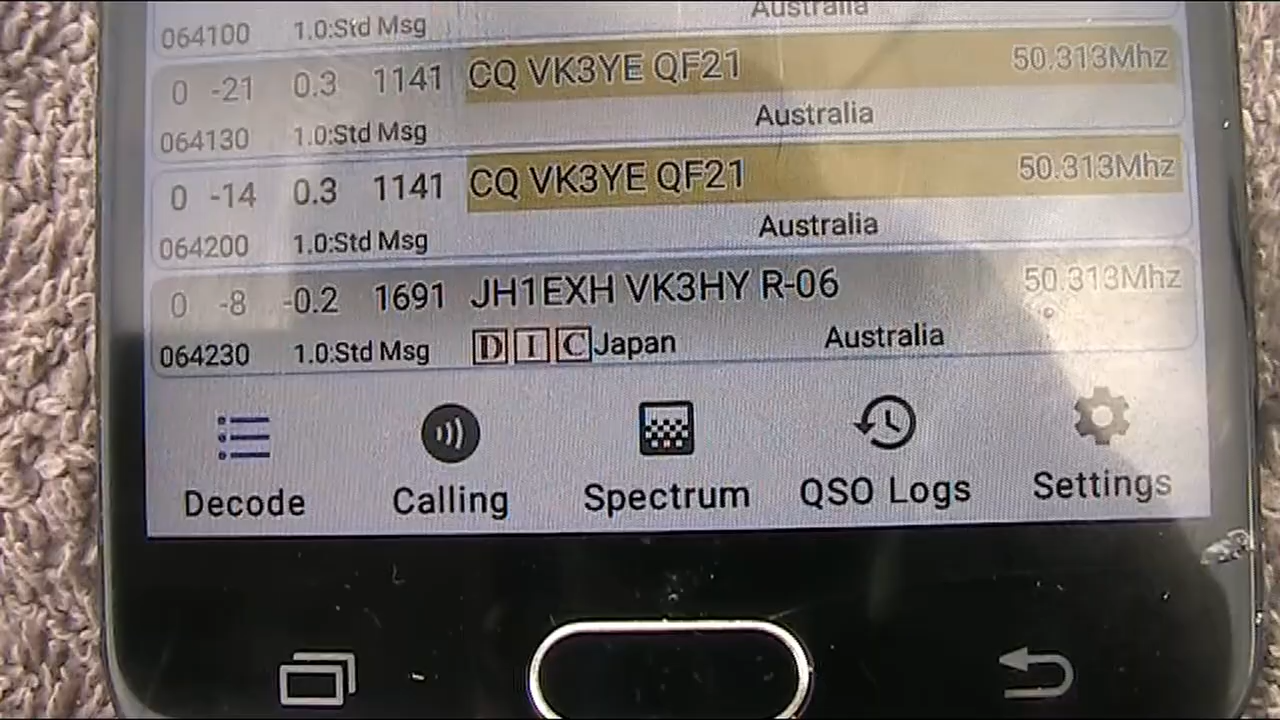 Australia
064100 1.0:Std Msg
0 -21 0.3 1141 CQ VK3YE QF21 50.313Mhz
Australia
064130 1.0:Std Msg
0 -14 0.3 1141 CQ VK3YE QF21 50.313Mhz
Australia
064200 1.0:Std Msg
0 -8 -0.2 1691 JH1EXH VK3HY R-06 50.313Mhz
064230 1.0:Std Msg DIC Japan Australia
Decode Calling Spectrum QSO Logs Settings